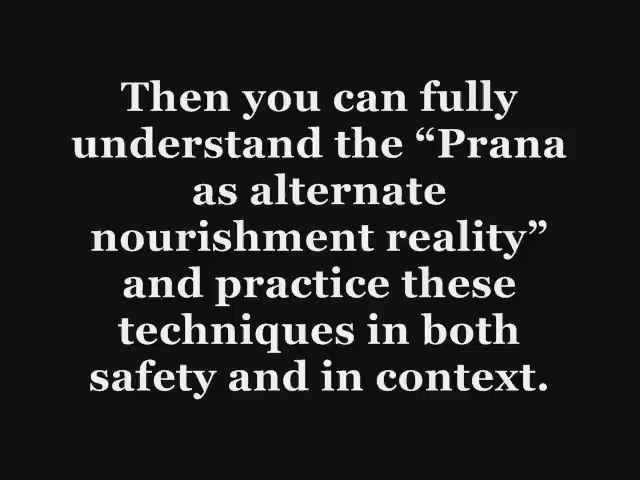 Then you can fully
understand the “Prana
as alternate
nourishment reality”
and practice these
techniques in both
safety and in context.